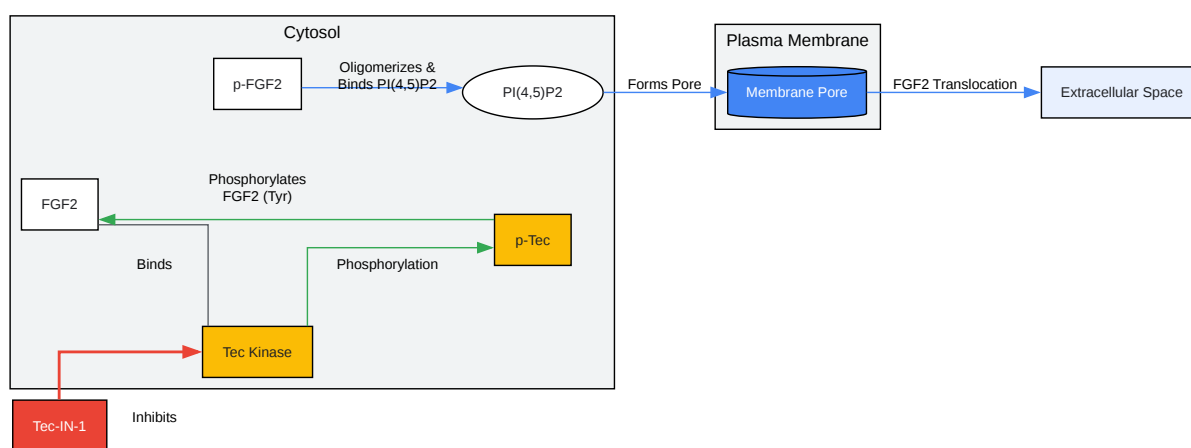 Cytosol
Plasma Membrane
p-FGF2
Oligomerizes &
Binds PI(4,5)P2
PI(4,5)P2
Forms Pore
Membrane Pore
FGF2 Translocation
Extracellular Space
Phosphorylates
FGF2 (Tyr)
FGF2
p-Tec
Binds
Phosphorylation
Tec Kinase
Tec-IN-1
Inhibits